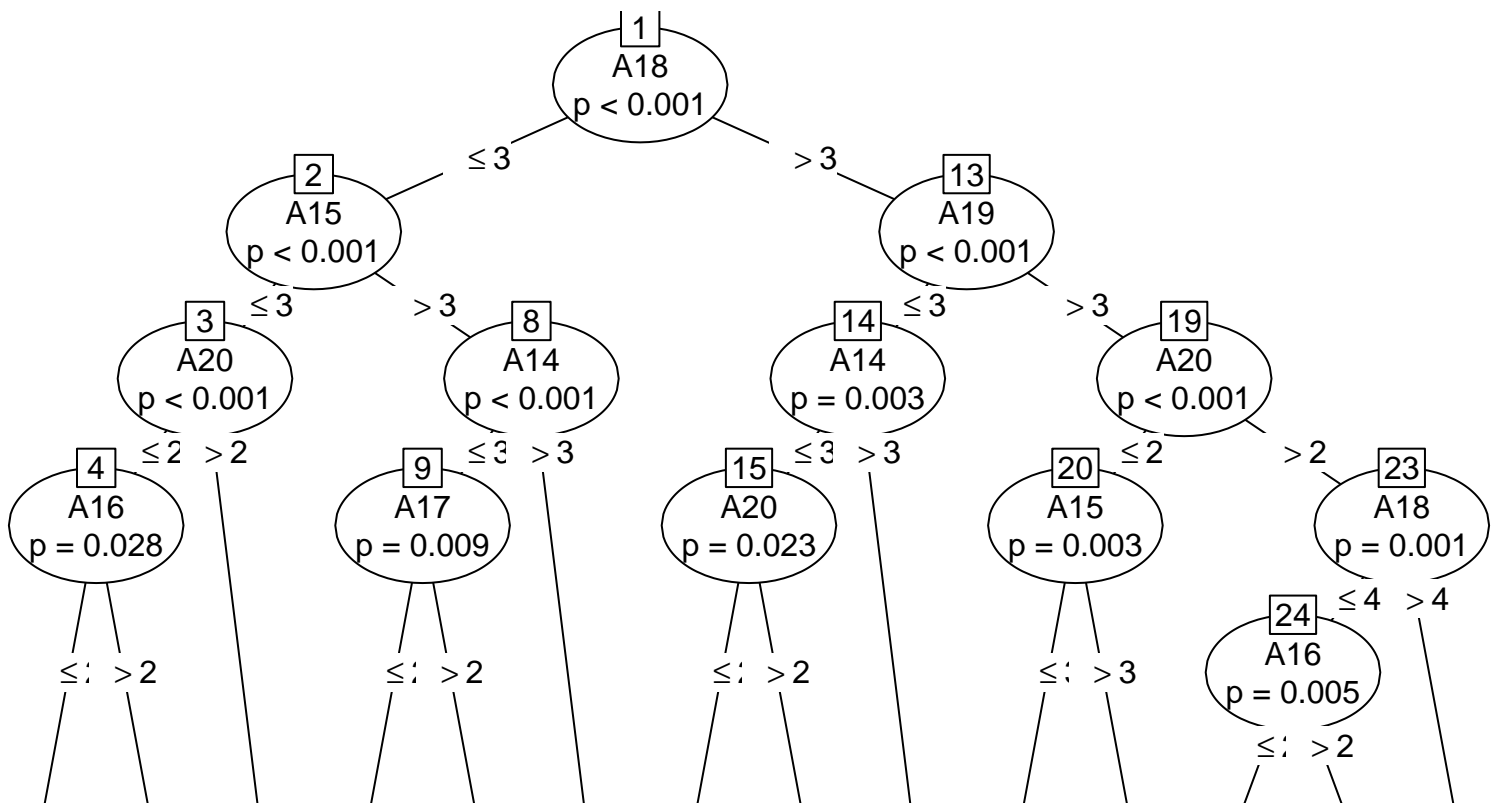 1
A18
p < 0.001
≤ 3
> 3
2
A15
p < 0.001
13
A19
p < 0.001
≤ 3
> 3
≤ 3
> 3
3
A20
p < 0.001
8
A14
p < 0.001
14
A14
p = 0.003
19
A20
p < 0.001
≤ 2
> 2
≤ 3
> 3
≤ 3
> 3
≤ 2
> 2
4
A16
p = 0.028
9
A17
p = 0.009
15
A20
p = 0.023
20
A15
p = 0.003
23
A18
p = 0.001
≤ 4
> 4
24
A16
p = 0.005
≤
> 2
≤
> 2
≤
> 2
≤
> 3
≤
> 2